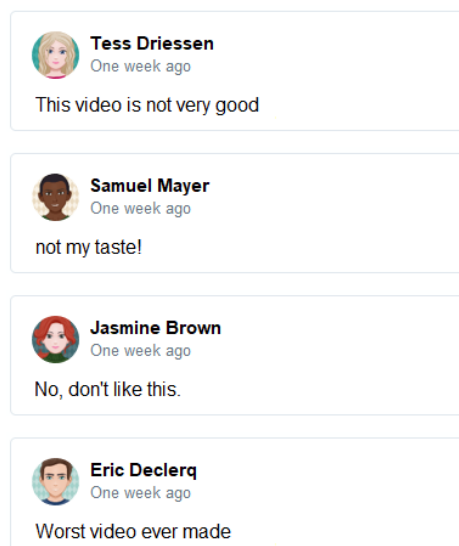 Tess Driessen
One week ago
This video is not very good
Samuel Mayer
One week ago
not my taste!
Jasmine Brown
One week ago
No, don't like this.
Eric Declerq
One week ago
Worst video ever made